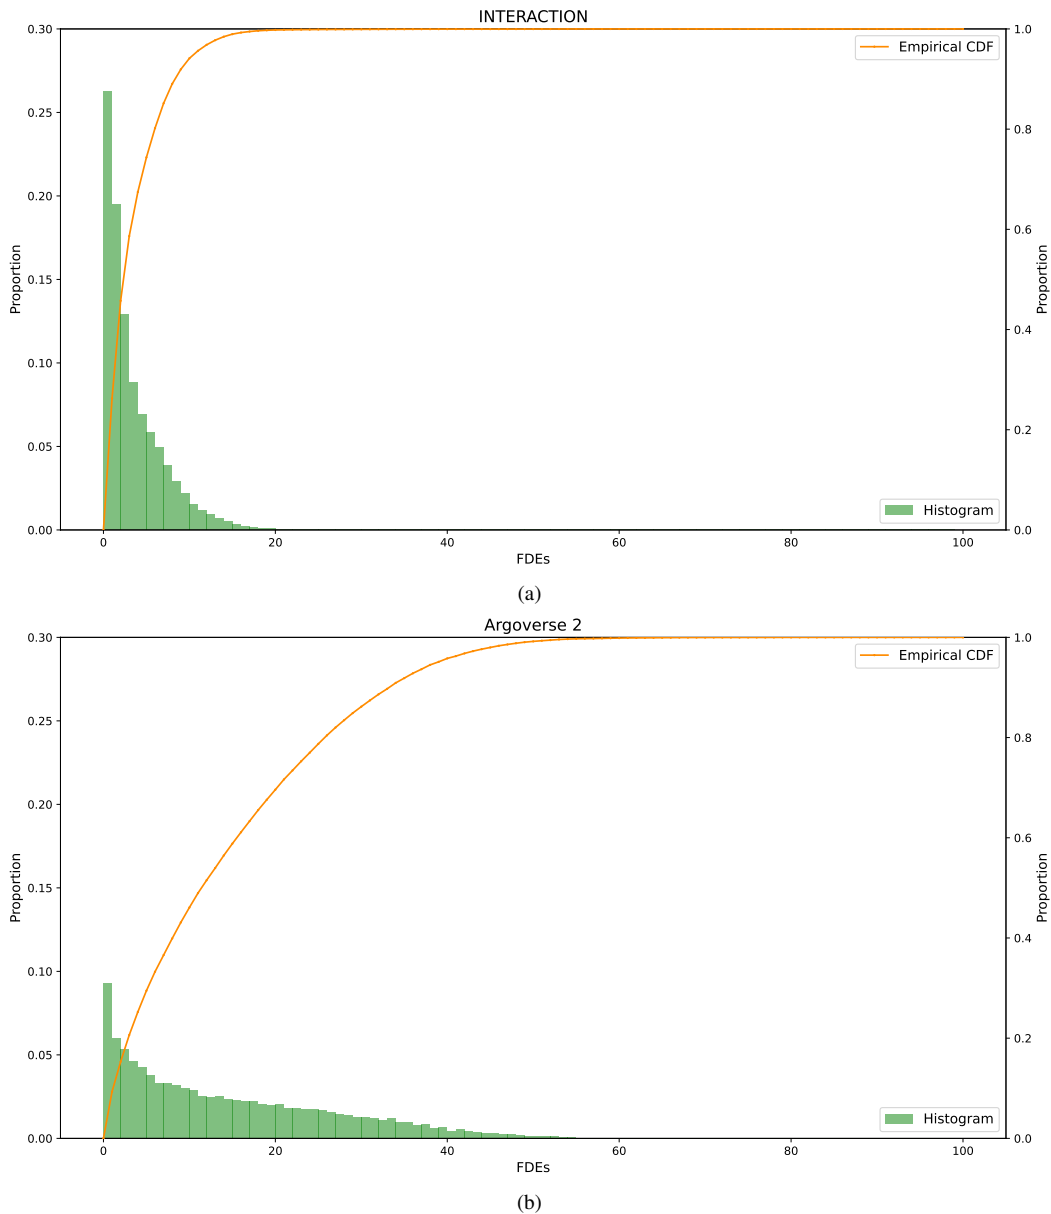 INTERACTION
0.30
0.25
0.20
0.15
0.10
0.05
0.00
Proportion
1.0
0.8
0.6
0.4
0.2
0.0
Proportion
Empirical CDF
Histogram
0 20 40 60 80 100
FDEs
(a)
Argoverse 2
0.30
0.25
0.20
0.15
0.10
0.05
0.00
Proportion
1.0
0.8
0.6
0.4
0.2
0.0
Proportion
Empirical CDF
Histogram
0 20 40 60 80 100
FDEs
(b)